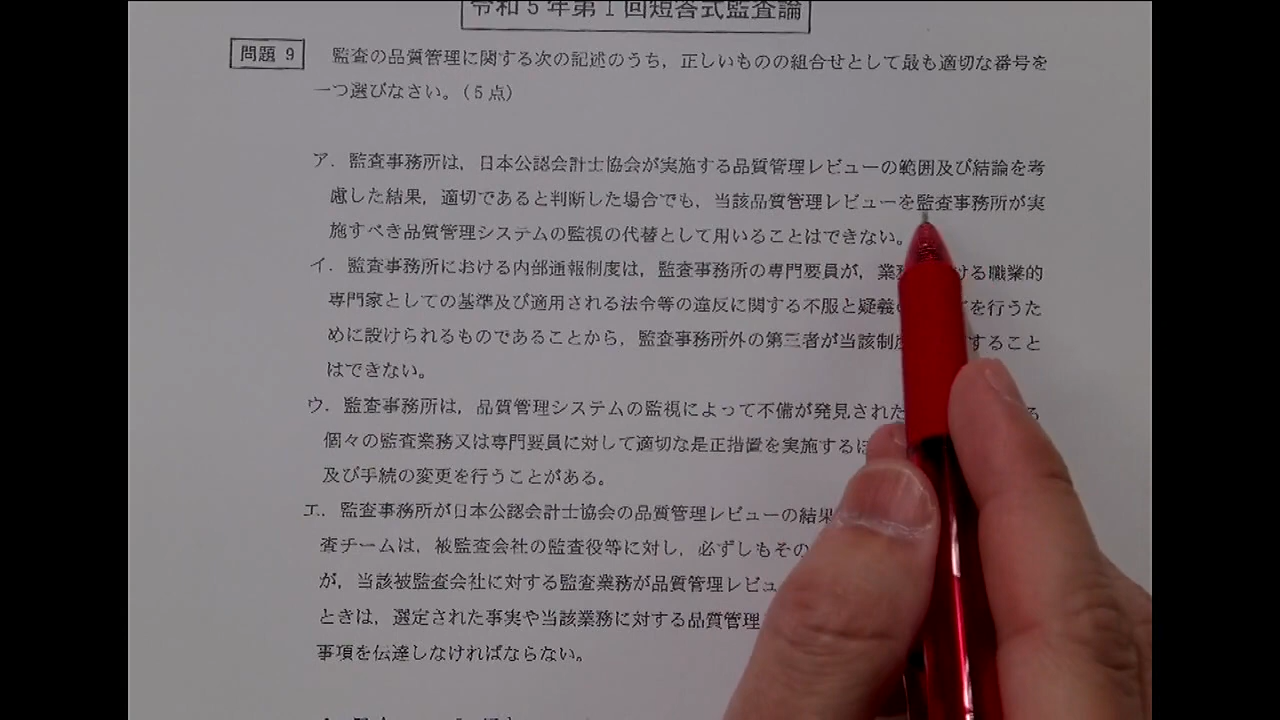 令和5年第1回短答式監査論
問題 9 監査の品質管理に関する次の記述のうち，正しいものの組合せとして最も適切な番号を
一つ選びなさい。(5点)
ア．監査事務所は，日本公認会計士協会が実施する品質管理レビューの範囲及び結論を考
慮した結果，適切であると判断した場合でも，当該品質管理レビューを監査事務所が実
施すべき品質管理システムの監視の代替として用いることはできない。
イ．監査事務所における内部通報制度は，監査事務所の専門要員が，業務 ける職業的
専門家としての基準及び適用される法令等の違反に関する不服と疑義 を行うた
めに設けられるものであることから，監査事務所外の第三者が当該制 すること
はできない。
ウ．監査事務所は，品質管理システムの監視によって不備が発見された
個々の監査業務又は専門要員に対して適切な是正措置を実施する
及び手続の変更を行うことがある。
エ．監査事務所が日本公認会計士協会の品質管理レビューの結果
査チームは，被監査会社の監査役等に対し，必ずしもその
が，当該被監査会社に対する監査業務が品質管理レビュ
ときは，選定された事実や当該業務に対する品質管理
事項を伝達しなければならない。